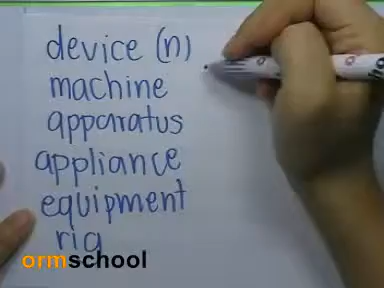 device (n)
machine
apparatus
appliance
equipment
rig
ormschool